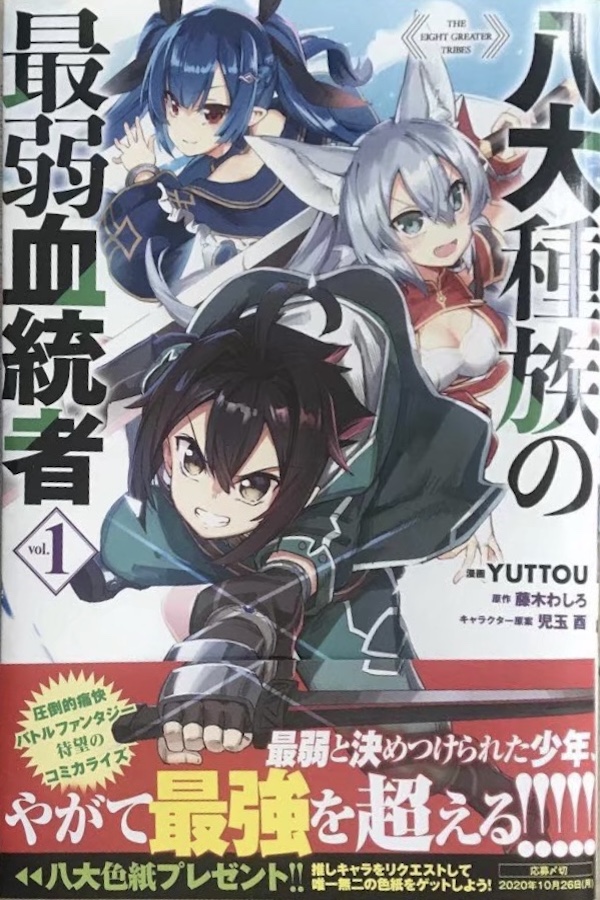 八大種族の
最弱血統者
THE
EIGHT GREATER
TRIBES
vol.1
漫画 YUTTOU
原作 藤木わしろ
キャラクター原案 児玉 酉
圧倒的痛快
バトルファンタジー
待望の
コミカライズ
最弱と決めつけられた少年、
やがて最強を超える!!!!!
八大色紙プレゼント!!
推しキャラをリクエストして
唯一無二の色紙をゲットしよう!
応募〆切
2020年10月26日(月)